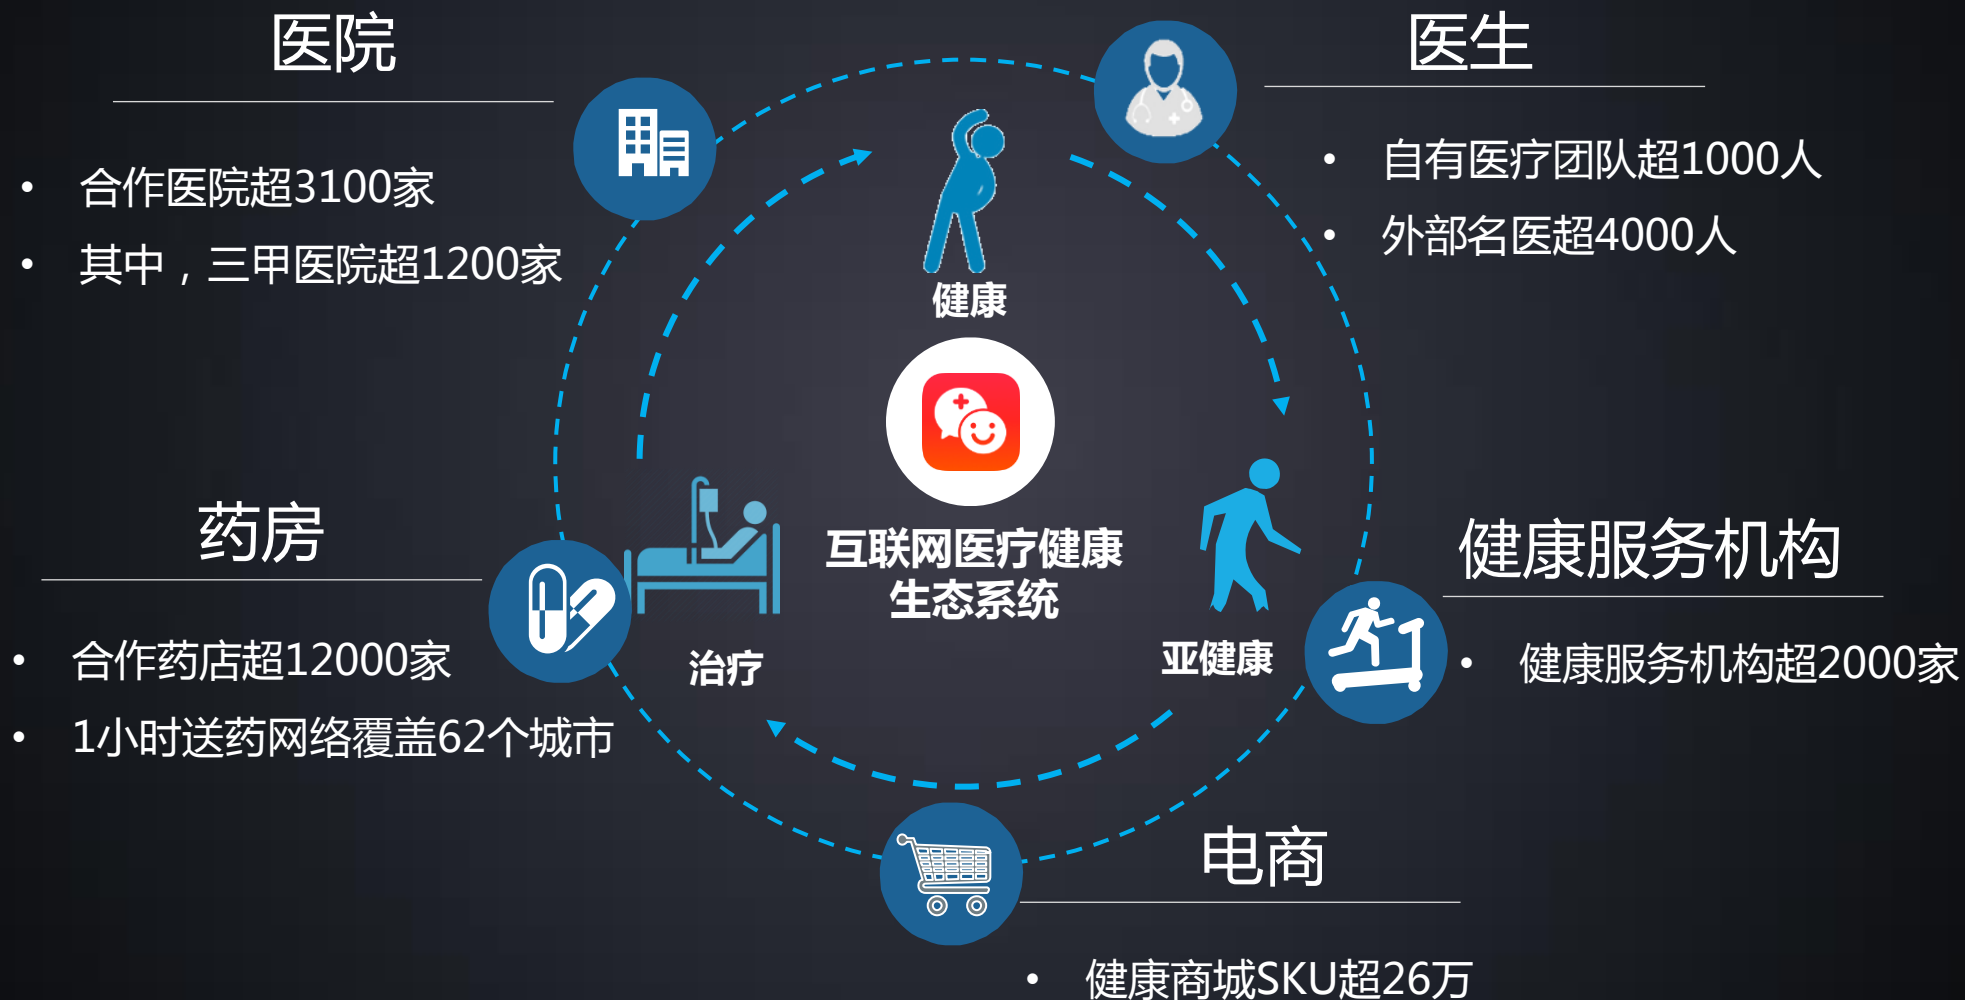 医院
• 合作医院超3100家
• 其中，三甲医院超1200家
医生
• 自有医疗团队超1000人
• 外部名医超4000人
健康
互联网医疗健康
生态系统
药房
• 合作药店超12000家
• 1小时送药网络覆盖62个城市
治疗
亚健康
健康服务机构
• 健康服务机构超2000家
电商
• 健康商城SKU超26万